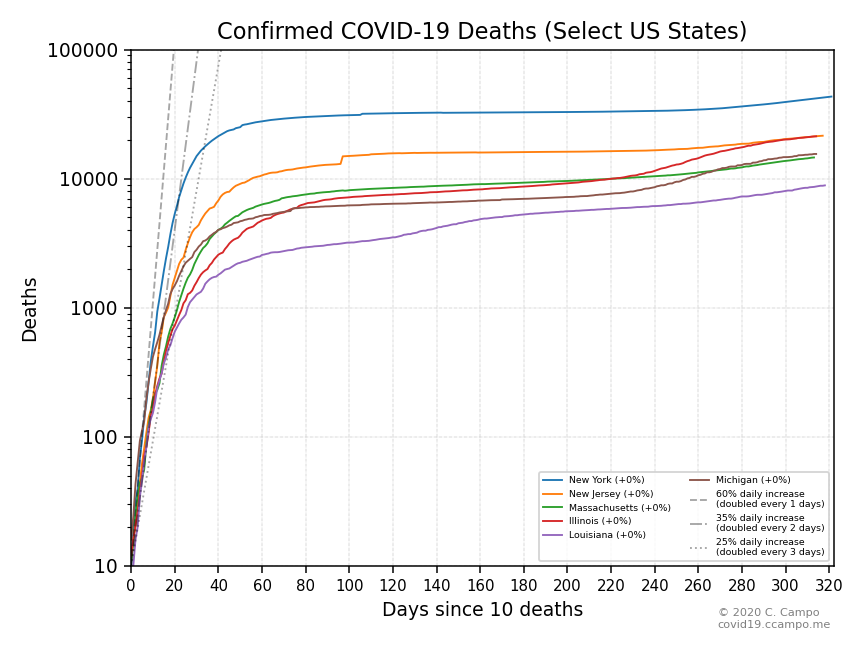 Confirmed COVID-19 Deaths (Select US States)
100000
10000
1000
100
10
Deaths
0 20 40 60 80 100 120 140 160 180 200 220 240 260 280 300 320
Days since 10 deaths
New York (+0%)
New Jersey (+0%)
Massachusetts (+0%)
Illinois (+0%)
Louisiana (+0%)
Michigan (+0%)
60% daily increase
(doubled every 1 days)
35% daily increase
(doubled every 2 days)
25% daily increase
(doubled every 3 days)
© 2020 C. Campo
covid19.ccampo.me